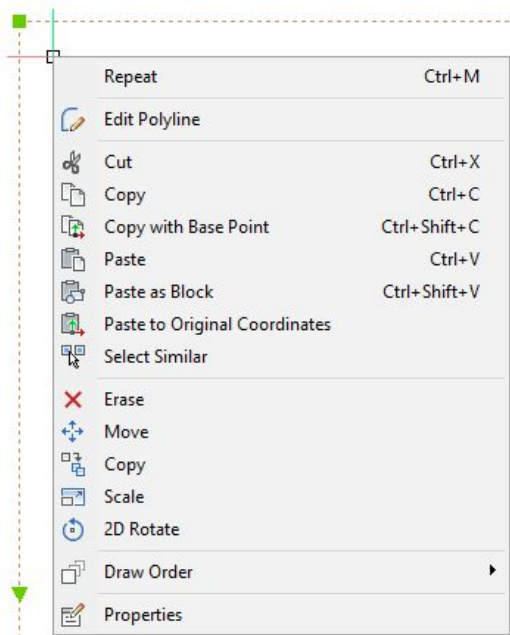 Repeat Ctrl+M
Edit Polyline
Cut Ctrl+X
Copy Ctrl+C
Copy with Base Point Ctrl+Shift+C
Paste Ctrl+V
Paste as Block Ctrl+Shift+V
Paste to Original Coordinates
Select Similar
Erase
Move
Copy
Scale
2D Rotate
Draw Order
Properties